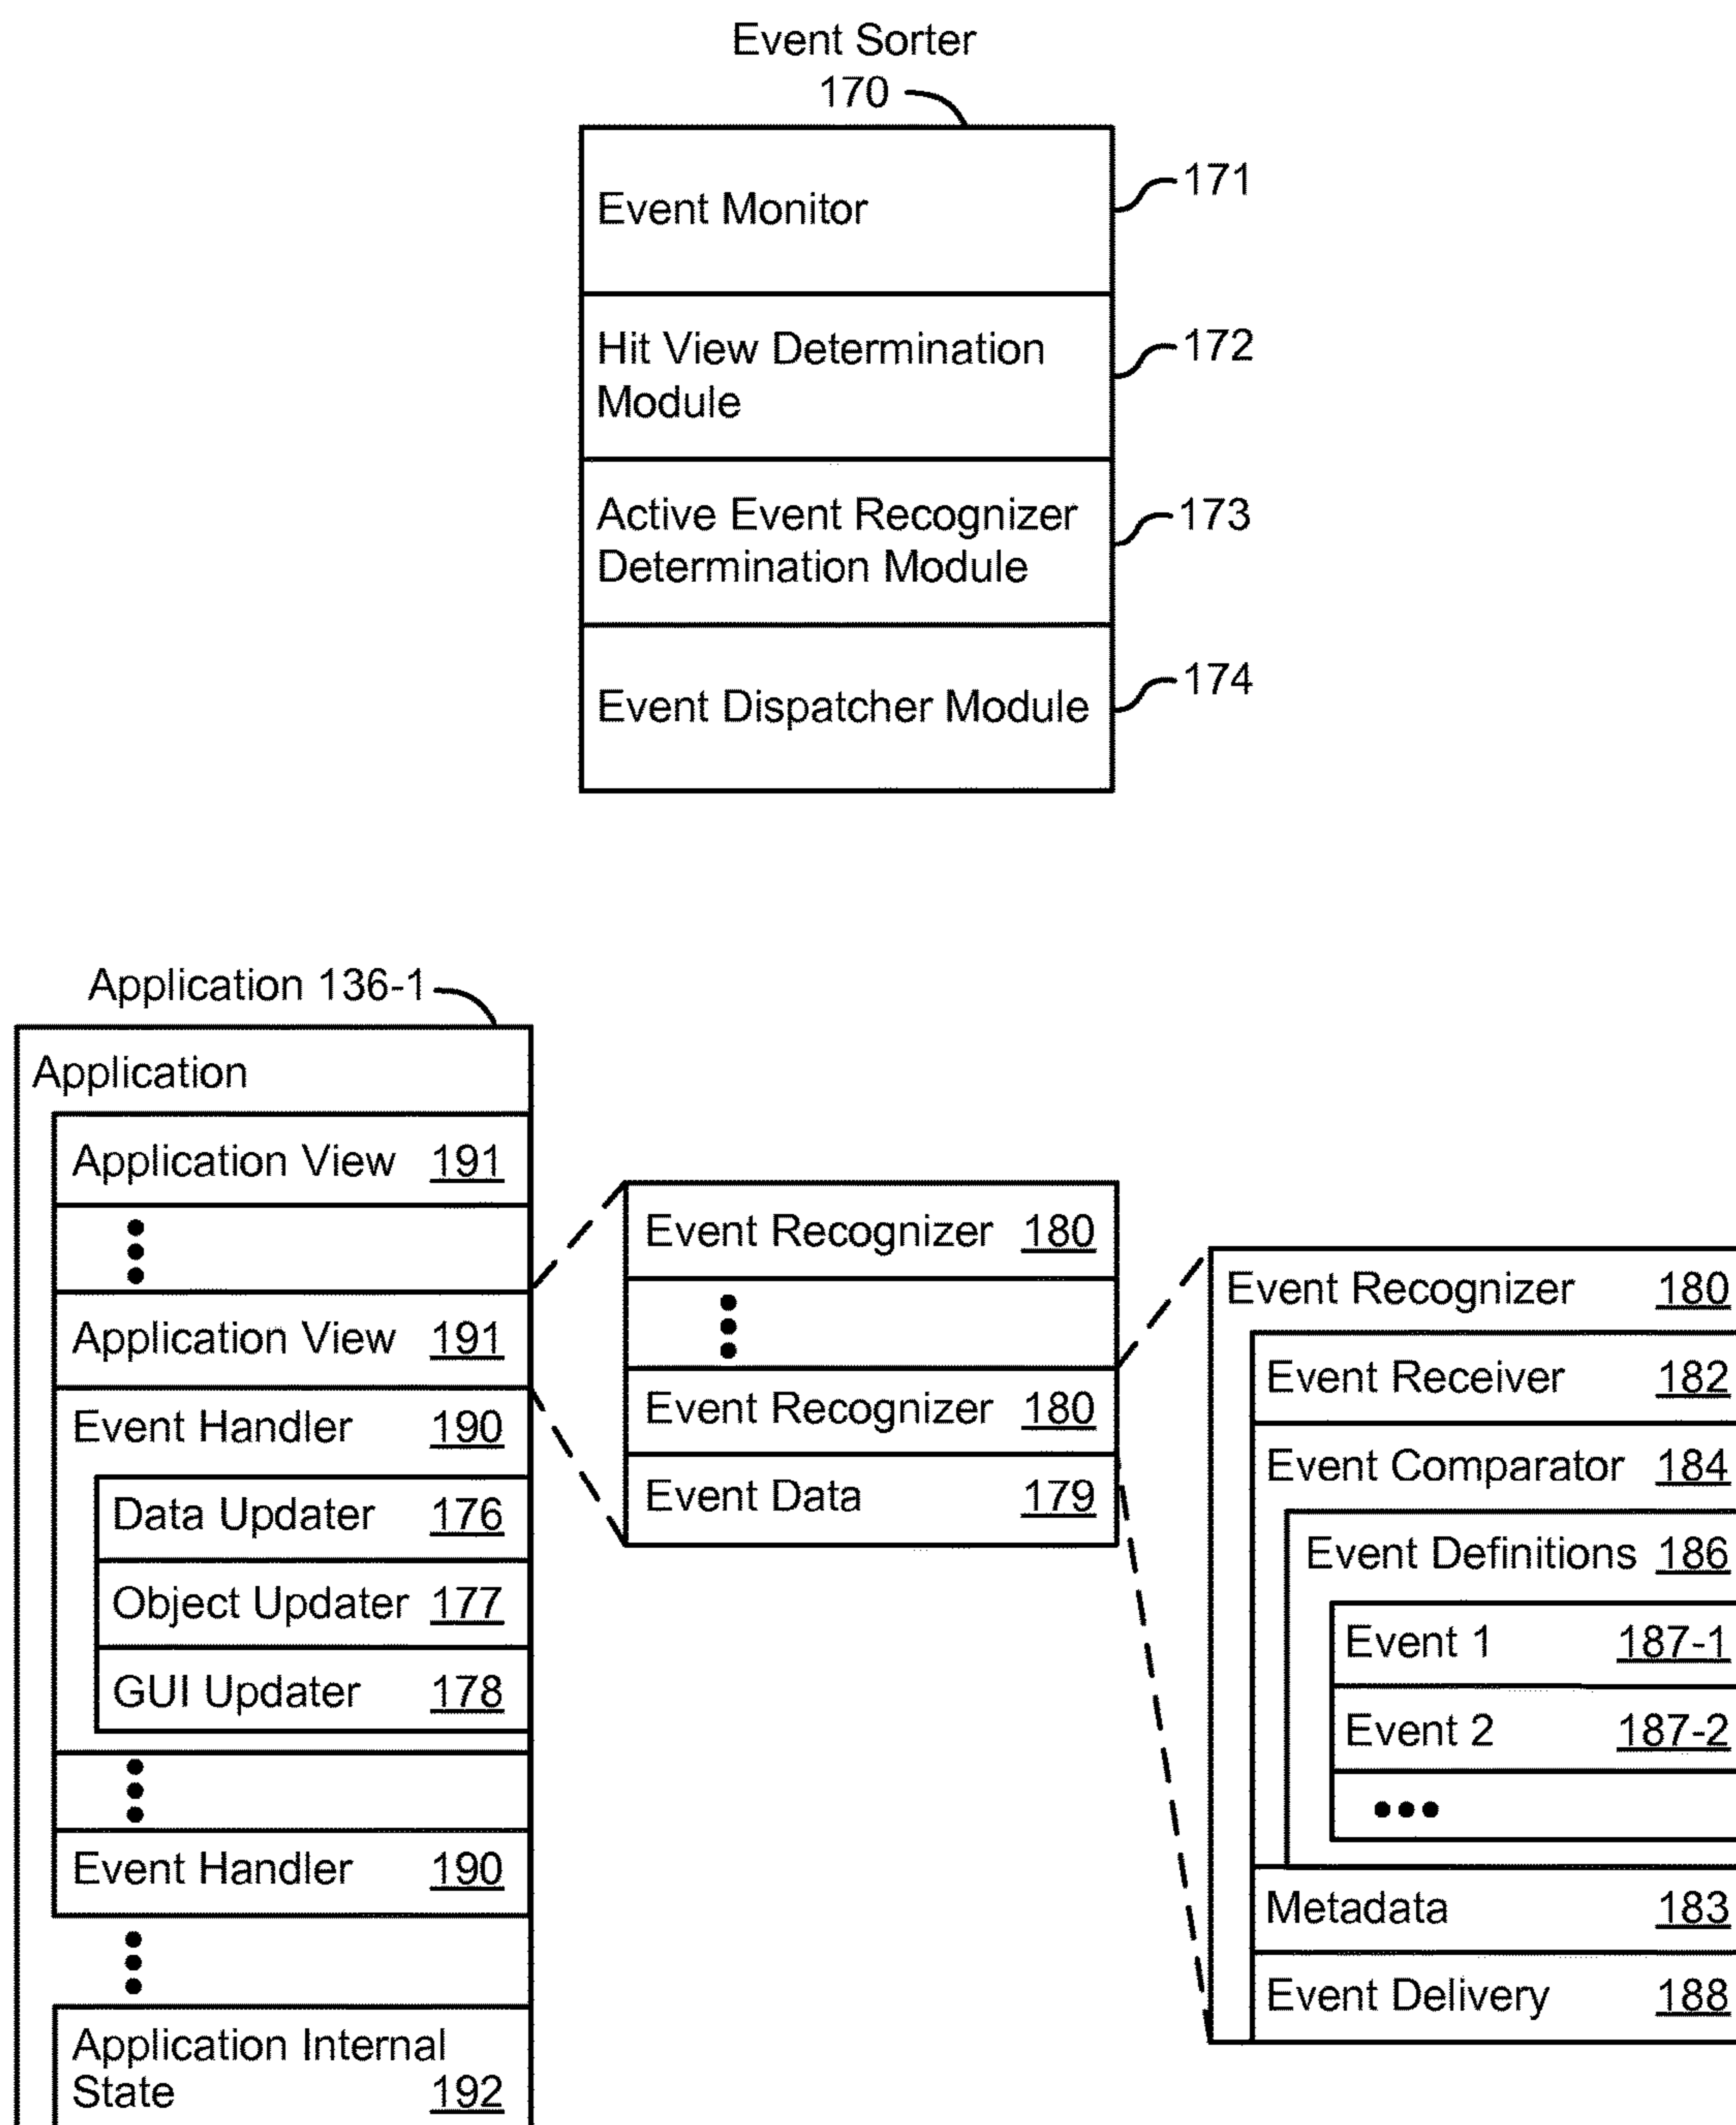 Event Sorter
170
Event Monitor
171
Hit View Determination
Module
172
Active Event Recognizer
Determination Module
173
Event Dispatcher Module
174
Application 136-1
Application
Application View 191
Application View 191
Event Handler 190
Data Updater 176
Object Updater 177
GUI Updater 178
Event Handler 190
Application Internal
State 192
Event Recognizer 180
Event Recognizer 180
Event Data 179
Event Recognizer 180
Event Receiver 182
Event Comparator 184
Event Definitions 186
Event 1 187-1
Event 2 187-2
Metadata 183
Event Delivery 188